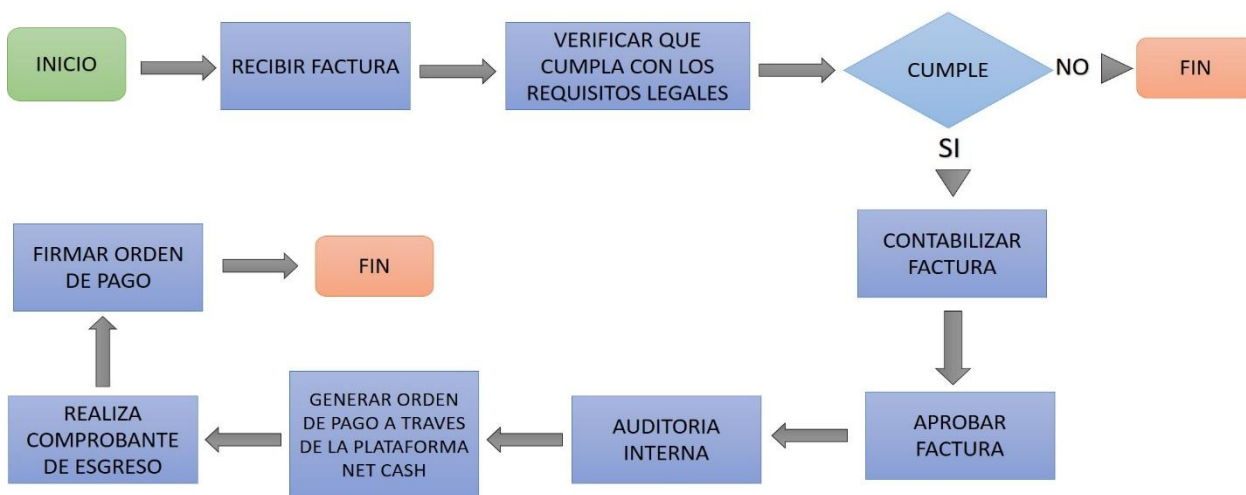 INICIO
RECIBIR FACTURA
VERIFICAR QUE
CUMPLA CON LOS
REQUISITOS LEGALES
CUMPLE
NO
FIN
SI
CONTABILIZAR
FACTURA
APROBAR
FACTURA
AUDITORIA
INTERNA
GENERAR ORDEN
DE PAGO A TRAVES
DE LA PLATAFORMA
NET CASH
REALIZA
COMPROBANTE
DE ESGRESO
FIRMAR ORDEN
DE PAGO
FIN